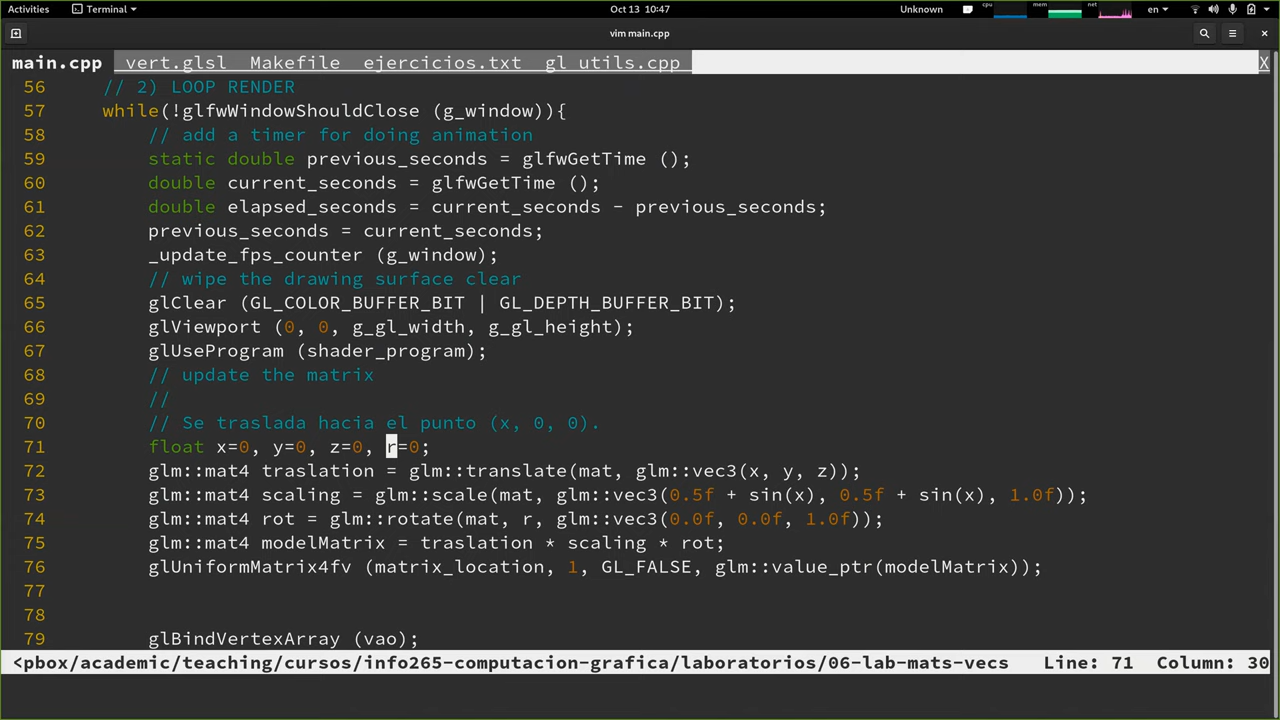 Activities Terminal Oct 13 10:47 Unknown cpu mem net en
vim main.cpp
main.cpp vert.glsl Makefile ejercicios.txt gl_utils.cpp X
56 // 2) LOOP RENDER
57 while(!glfwWindowShouldClose (g_window)){
58 // add a timer for doing animation
59 static double previous_seconds = glfwGetTime ();
60 double current_seconds = glfwGetTime ();
61 double elapsed_seconds = current_seconds - previous_seconds;
62 previous_seconds = current_seconds;
63 _update_fps_counter (g_window);
64 // wipe the drawing surface clear
65 glClear (GL_COLOR_BUFFER_BIT | GL_DEPTH_BUFFER_BIT);
66 glViewport (0, 0, g_gl_width, g_gl_height);
67 glUseProgram (shader_program);
68 // update the matrix
69 //
70 // Se traslada hacia el punto (x, 0, 0).
71 float x=0, y=0, z=0, r=0;
72 glm::mat4 traslation = glm::translate(mat, glm::vec3(x, y, z));
73 glm::mat4 scaling = glm::scale(mat, glm::vec3(0.5f + sin(x), 0.5f + sin(x), 1.0f));
74 glm::mat4 rot = glm::rotate(mat, r, glm::vec3(0.0f, 0.0f, 1.0f));
75 glm::mat4 modelMatrix = traslation * scaling * rot;
76 glUniformMatrix4fv (matrix_location, 1, GL_FALSE, glm::value_ptr(modelMatrix));
77
78
79 glBindVertexArray (vao);
<pbox/academic/teaching/cursos/info265-computacion-grafica/laboratorios/06-lab-mats-vecs Line: 71 Column: 30